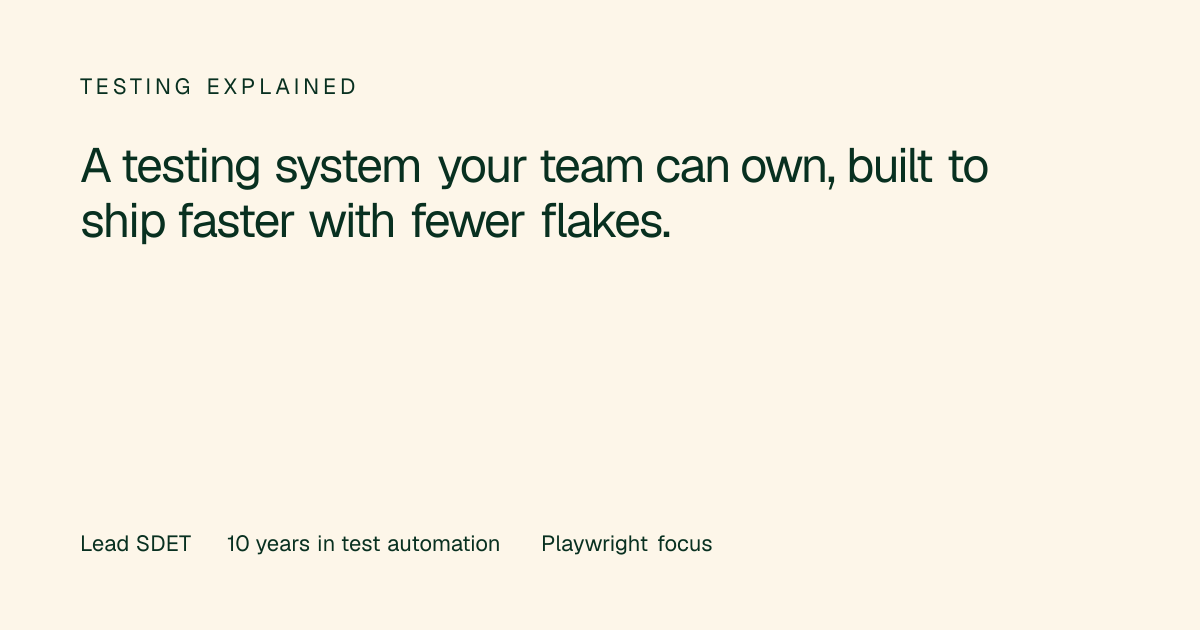 TESTING EXPLAINED
A testing system your team can own, built to
ship faster with fewer flakes.
Lead SDET 10 years in test automation Playwright focus